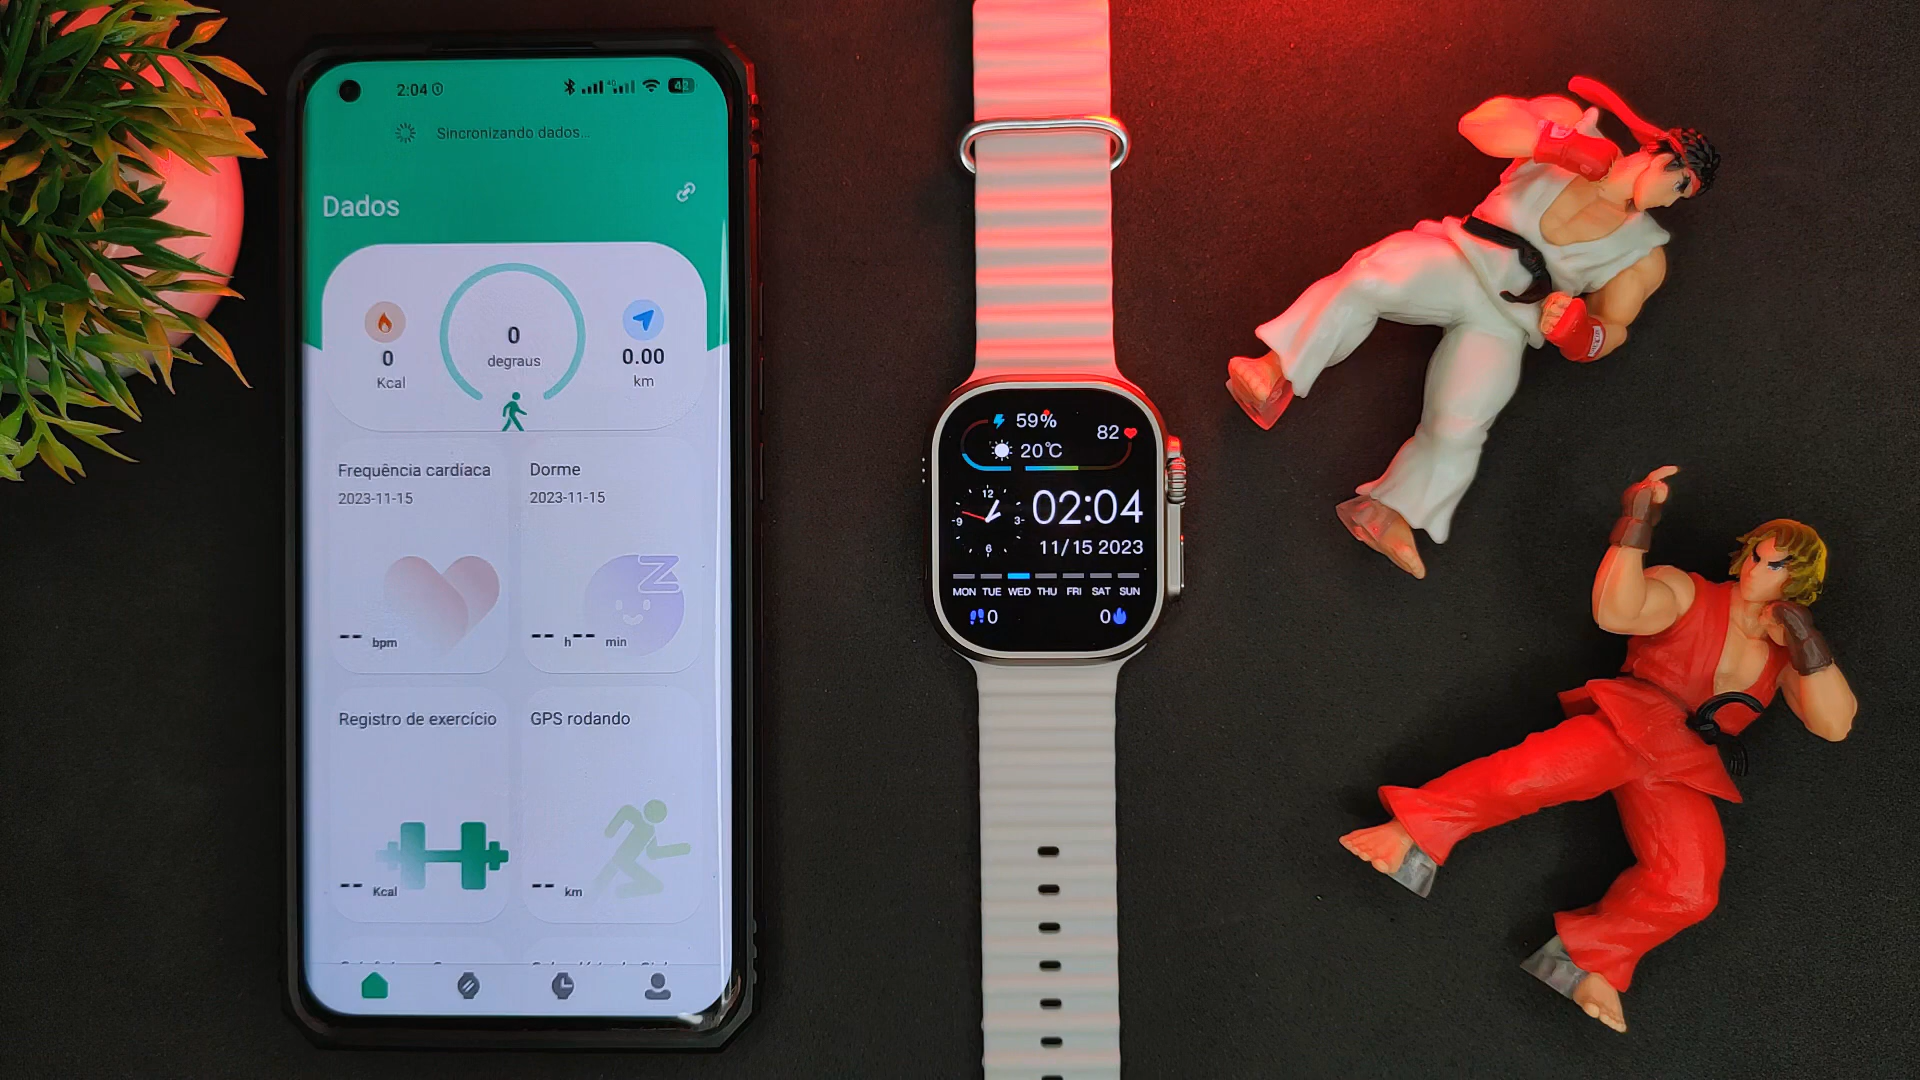 2:04
4G
42
Sincronizando dados...
Dados
0
Kcal
0
degraus
0.00
km
Frequência cardíaca
2023-11-15
-- bpm
Dorme
2023-11-15
-- h -- min
Registro de exercício
-- Kcal
GPS rodando
-- km
59%
82
20℃
12
3
6
9
02:04
11/15 2023
MON TUE WED THU FRI SAT SUN
0
0